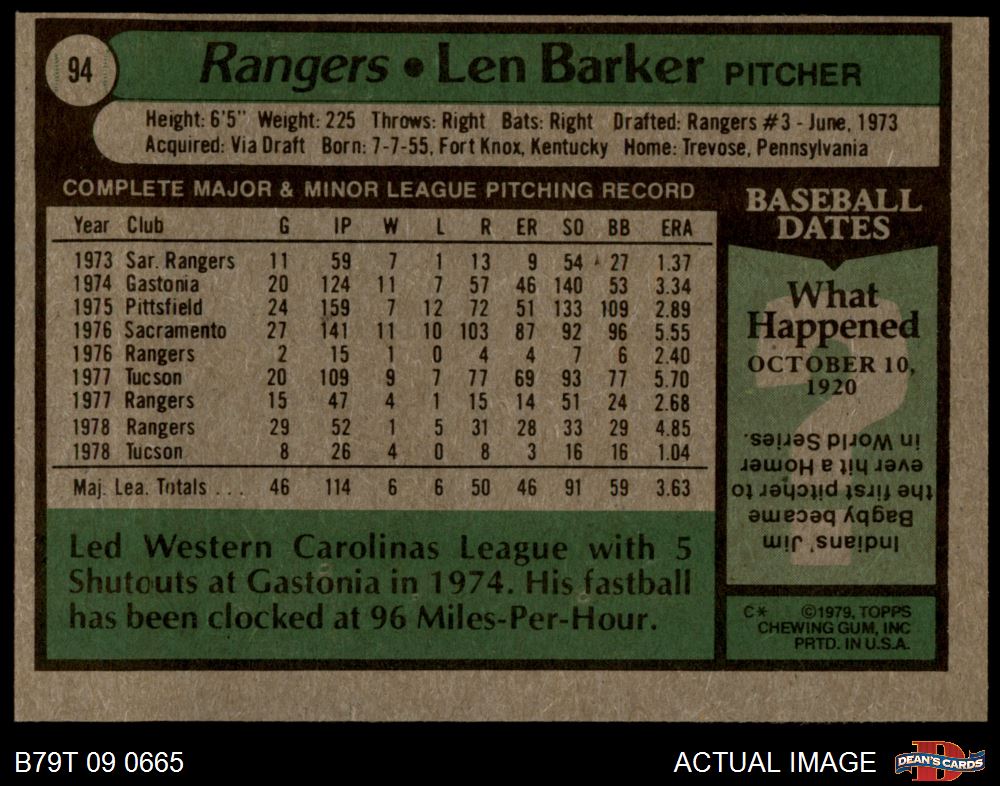 94
Rangers • Len Barker PITCHER
Height: 6'5" Weight: 225 Throws: Right Bats: Right Drafted: Rangers #3 - June, 1973
Acquired: Via Draft Born: 7-7-55, Fort Knox, Kentucky Home: Trevose, Pennsylvania
COMPLETE MAJOR & MINOR LEAGUE PITCHING RECORD
Year Club G IP W L R ER SO BB ERA
1973 Sar. Rangers 11 59 7 1 13 9 54 27 1.37
1974 Gastonia 20 124 11 7 57 46 140 53 3.34
1975 Pittsfield 24 159 7 12 72 51 133 109 2.89
1976 Sacramento 27 141 11 10 103 87 92 96 5.55
1976 Rangers 2 15 1 0 4 4 7 6 2.40
1977 Tucson 20 109 9 7 77 69 93 77 5.70
1977 Rangers 15 47 4 1 15 14 51 24 2.68
1978 Rangers 29 52 1 5 31 28 33 29 4.85
1978 Tucson 8 26 4 0 8 3 16 16 1.04
Maj. Lea. Totals ... 46 114 6 6 50 46 91 59 3.63
Led Western Carolinas League with 5
Shutouts at Gastonia in 1974. His fastball
has been clocked at 96 Miles-Per-Hour.
BASEBALL
DATES
What
Happened
OCTOBER 10,
1920
?
Indians' Jim
Bagby became
the first pitcher to
ever hit a Homer
in World Series.
C* ©1979, TOPPS
CHEWING GUM, INC
PRTD. IN U.S.A.
B79T 09 0665
ACTUAL IMAGE
D
DEAN'S CARDS